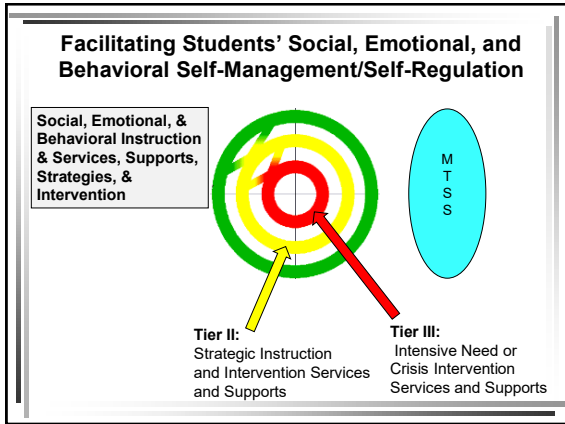 Facilitating Students’ Social, Emotional, and
Behavioral Self-Management/Self-Regulation
Social, Emotional, &
Behavioral Instruction
& Services, Supports,
Strategies, &
Intervention
M
T
S
S
Tier II:
Strategic Instruction
and Intervention Services
and Supports
Tier III:
Intensive Need or
Crisis Intervention
Services and Supports